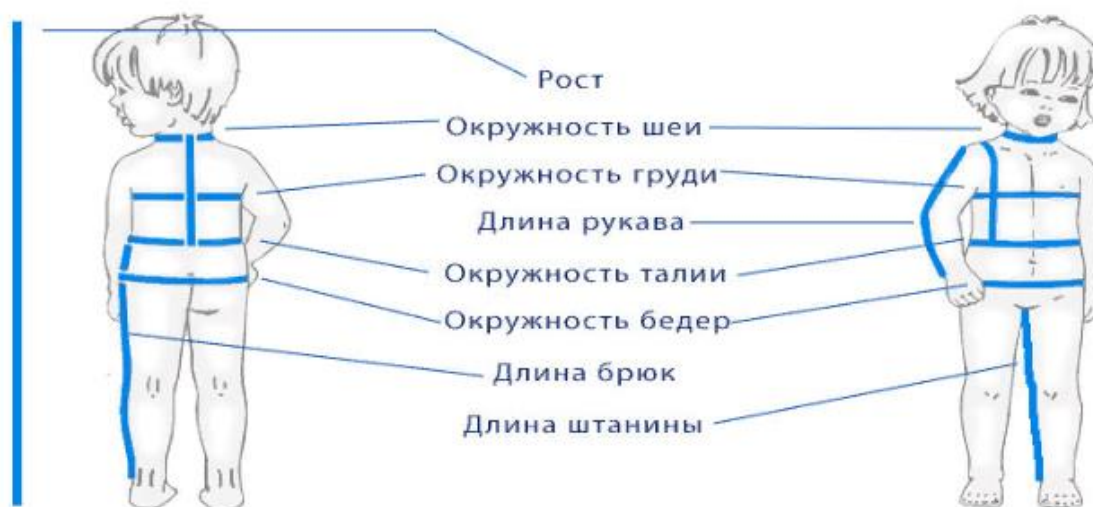 Рост
Окружность шеи
Окружность груди
Длина рукава
Окружность талии
Окружность бедер
Длина брюк
Длина штанины